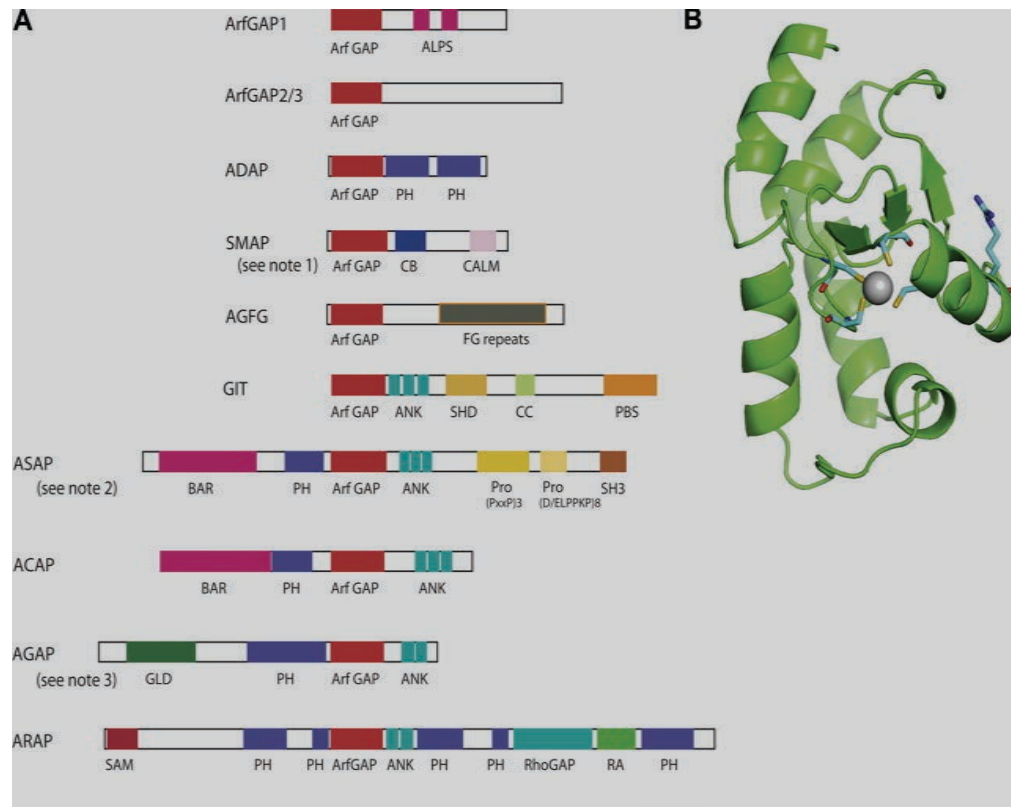 A
B
ArfGAP1
Arf GAP
ALPS
ArfGAP2/3
Arf GAP
ADAP
Arf GAP PH PH
SMAP
(see note 1)
Arf GAP CB CALM
AGFG
Arf GAP FG repeats
GIT
Arf GAP ANK SHD CC PBS
ASAP
(see note 2)
BAR PH Arf GAP ANK Pro Pro SH3
(PxxP)3 (D/ELPPKP)8
ACAP
BAR PH Arf GAP ANK
AGAP
(see note 3)
GLD PH Arf GAP ANK
ARAP
SAM PH PH ArfGAP ANK PH PH RhoGAP RA PH